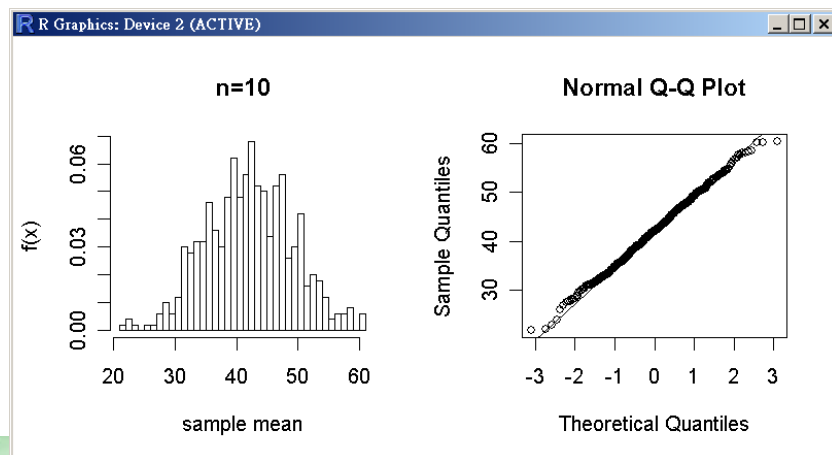 R Graphics: Device 2 (ACTIVE)
n=10
f(x)
0.00 0.03 0.06
20 30 40 50 60
sample mean
Normal Q-Q Plot
Sample Quantiles
30 40 50 60
-3 -2 -1 0 1 2 3
Theoretical Quantiles